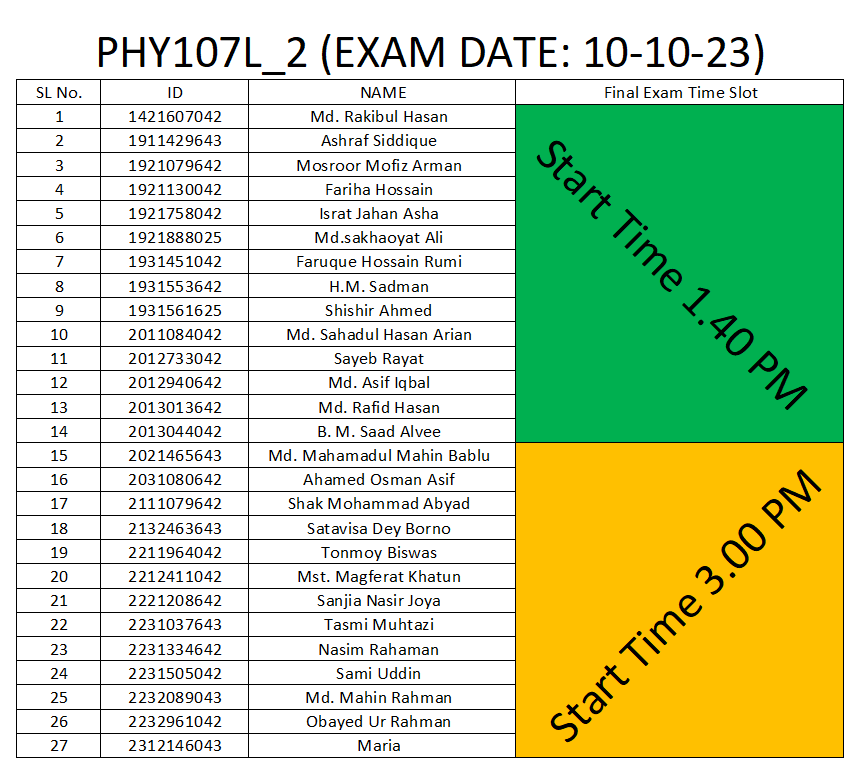 PHY107L_2 (EXAM DATE: 10-10-23)
SL No. ID NAME Final Exam Time Slot
1 1421607042 Md. Rakibul Hasan
2 1911429643 Ashraf Siddique
3 1921079642 Mosroor Mofiz Arman
4 1921130042 Fariha Hossain
5 1921758042 Israt Jahan Asha
6 1921888025 Md.sakhaoyat Ali
7 1931451042 Faruque Hossain Rumi
8 1931553642 H.M. Sadman
9 1931561625 Shishir Ahmed
10 2011084042 Md. Sahadul Hasan Arian
11 2012733042 Sayeb Rayat
12 2012940642 Md. Asif Iqbal
13 2013013642 Md. Rafid Hasan
14 2013044042 B. M. Saad Alvee
Start Time 1.40 PM
15 2021465643 Md. Mahamadul Mahin Bablu
16 2031080642 Ahamed Osman Asif
17 2111079642 Shak Mohammad Abyad
18 2132463643 Satavisa Dey Borno
19 2211964042 Tonmoy Biswas
20 2212411042 Mst. Magferat Khatun
21 2221208642 Sanjia Nasir Joya
22 2231037643 Tasmi Muhtazi
23 2231334642 Nasim Rahaman
24 2231505042 Sami Uddin
25 2232089043 Md. Mahin Rahman
26 2232961042 Obayed Ur Rahman
27 2312146043 Maria
Start Time 3.00 PM